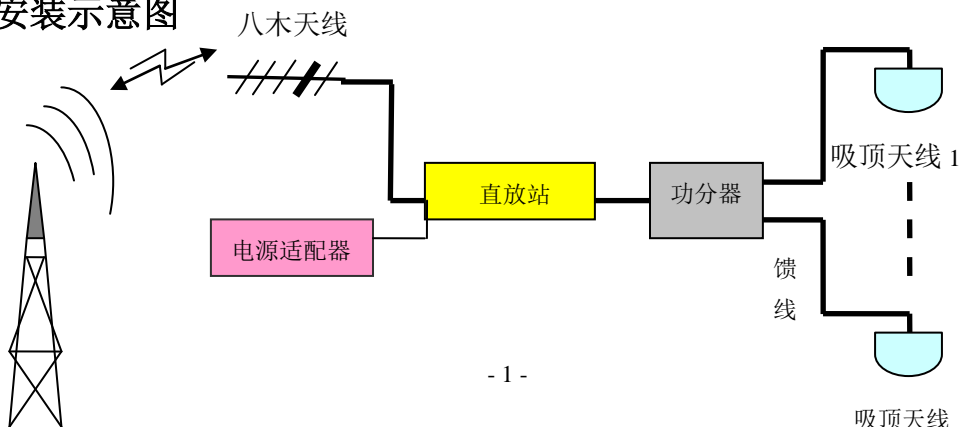 安装示意图
八木天线
吸顶天线 1
直放站
功分器
电源适配器
馈
线
- 1 -
吸顶天线